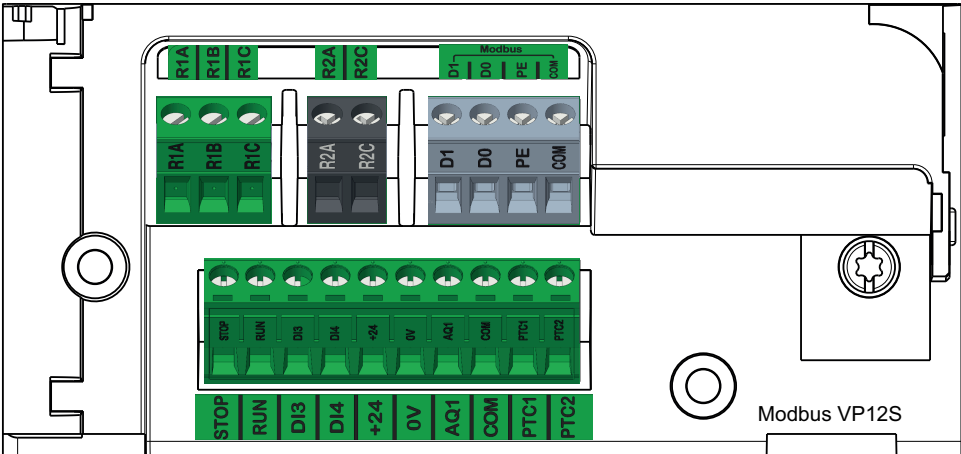 Modbus
R1A R1B R1C R2A R2C D1 D0 PE COM
R1A R1B R1C R2A R2C D1 D0 PE COM
STOP RUN DI3 DI4 +24 0V AQ1 COM PTC1 PTC2
STOP RUN DI3 DI4 +24 0V AQ1 COM PTC1 PTC2
Modbus VP12S